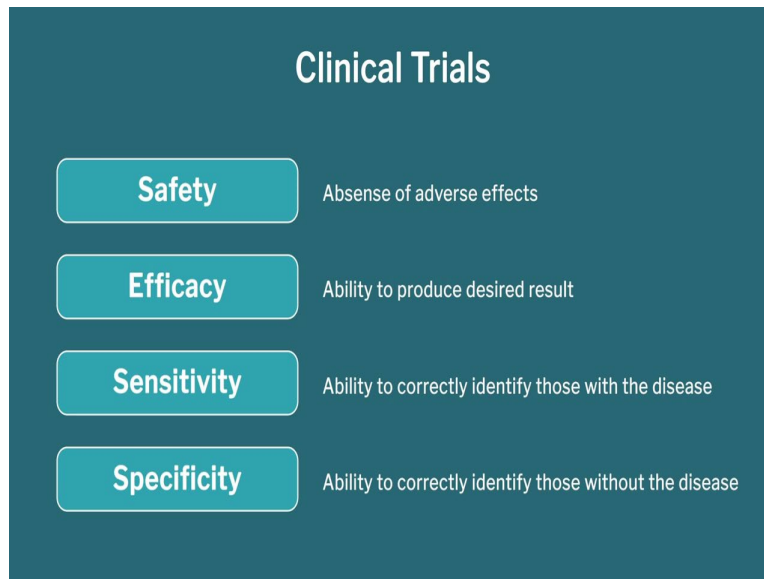 Clinical Trials
Safety
Absense of adverse effects
Efficacy
Ability to produce desired result
Sensitivity
Ability to correctly identify those with the disease
Specificity
Ability to correctly identify those without the disease